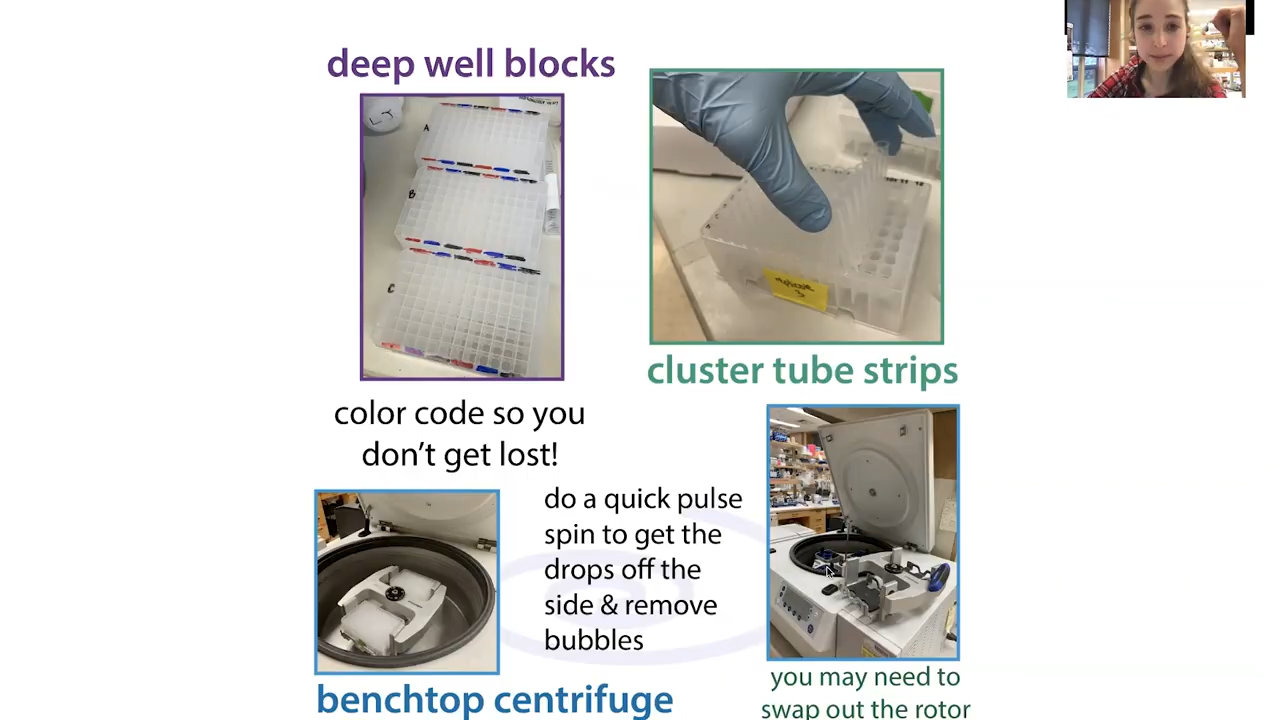 deep well blocks
LT
A
B
C
cluster tube strips
color code so you
don't get lost!
do a quick pulse
spin to get the
drops off the
side & remove
bubbles
benchtop centrifuge
you may need to
swap out the rotor